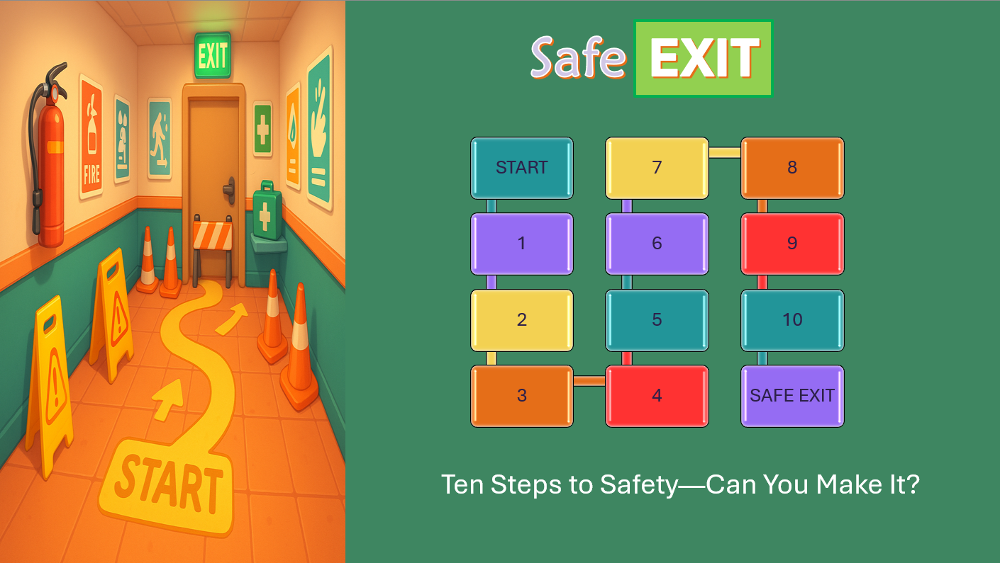 EXIT
FIRE
START
Safe EXIT
START
7
8
1
6
9
2
5
10
3
4
SAFE EXIT
Ten Steps to Safety—Can You Make It?